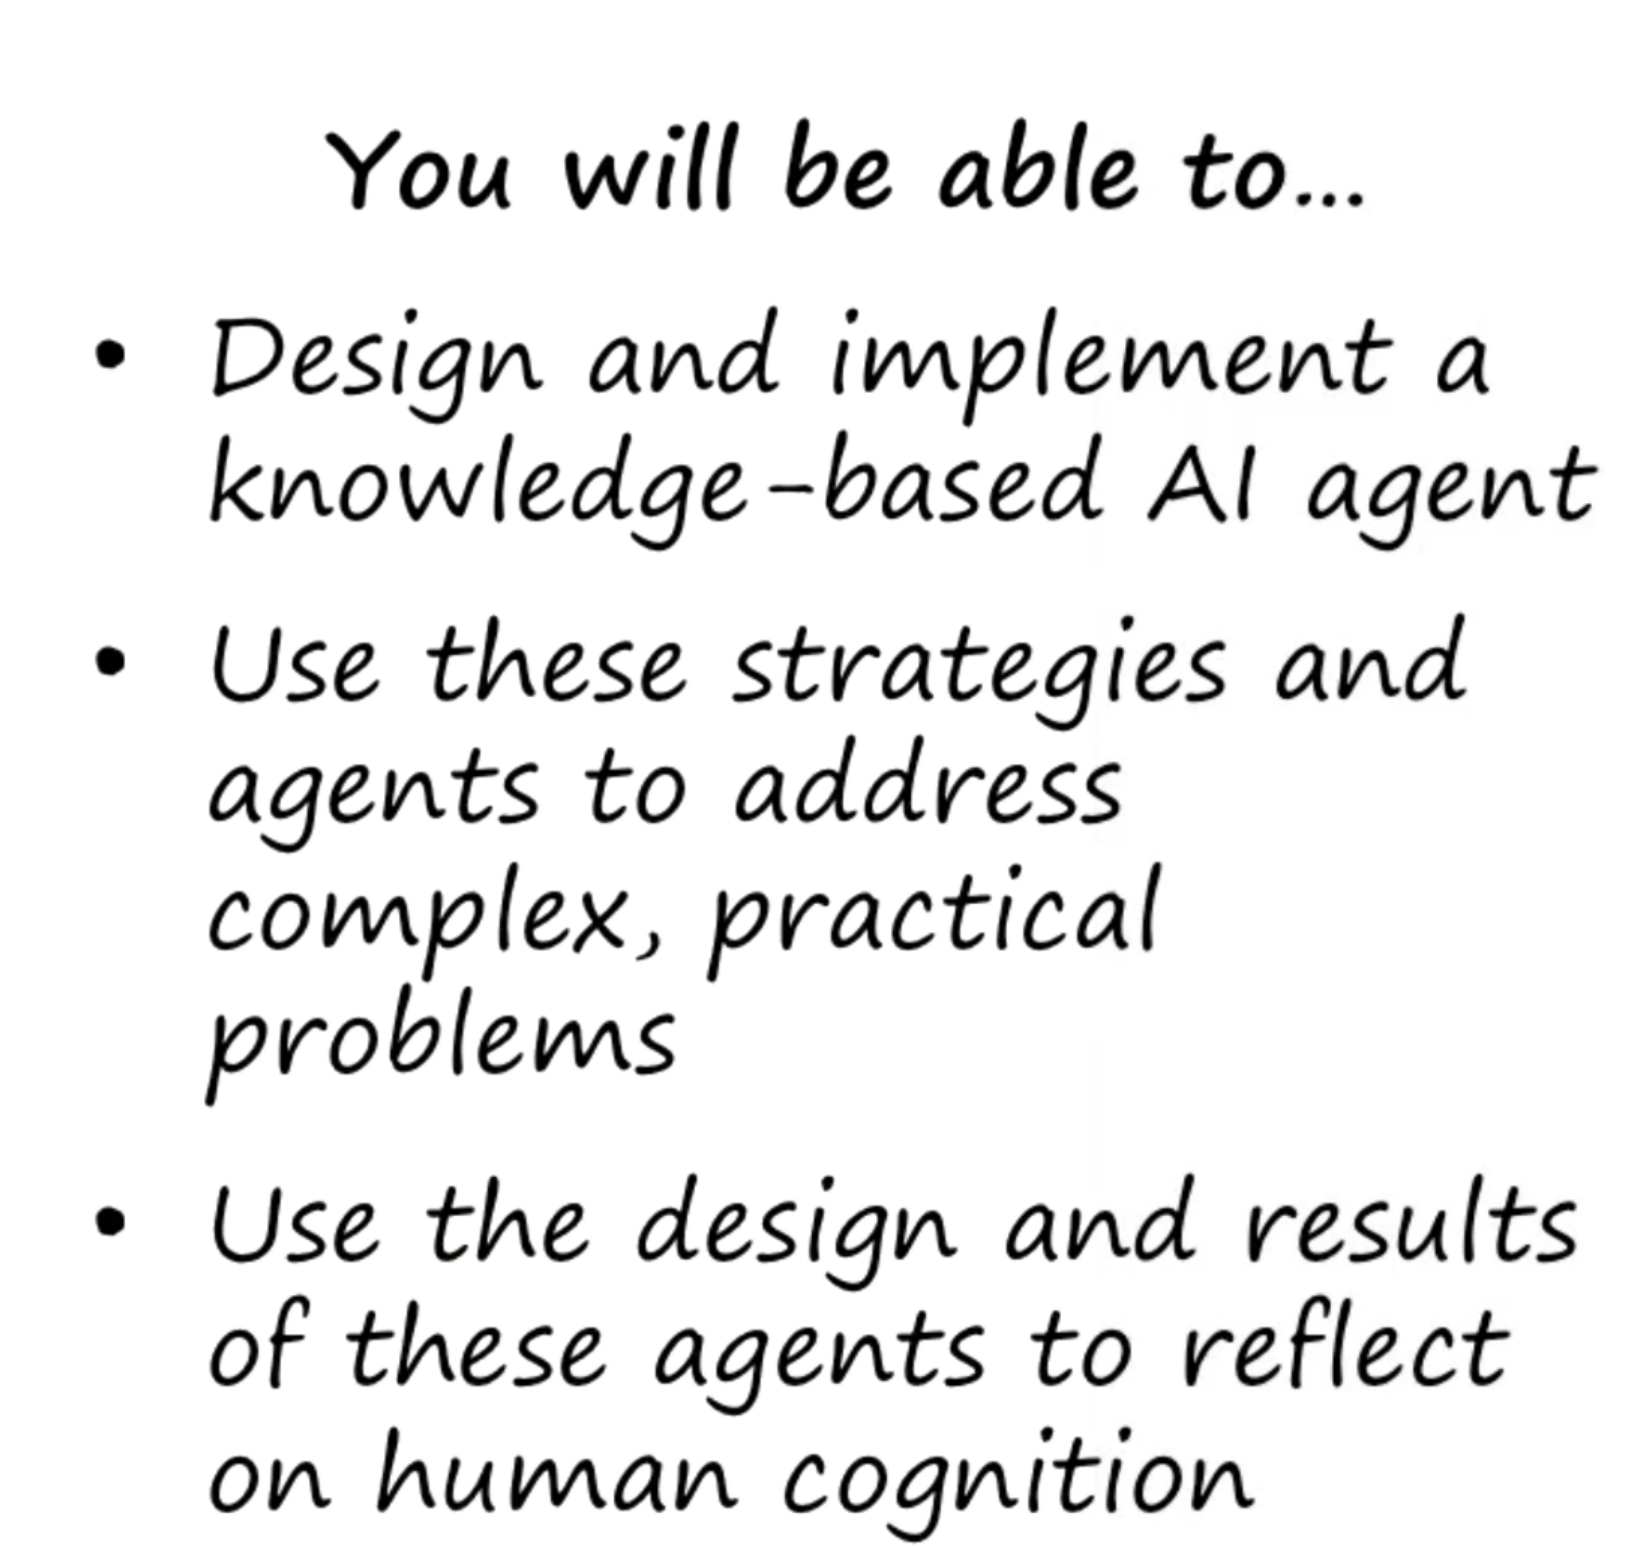 You will be able to...
• Design and implement a
knowledge-based AI agent
• Use these strategies and
agents to address
complex, practical
problems
• Use the design and results
of these agents to reflect
on human cognition